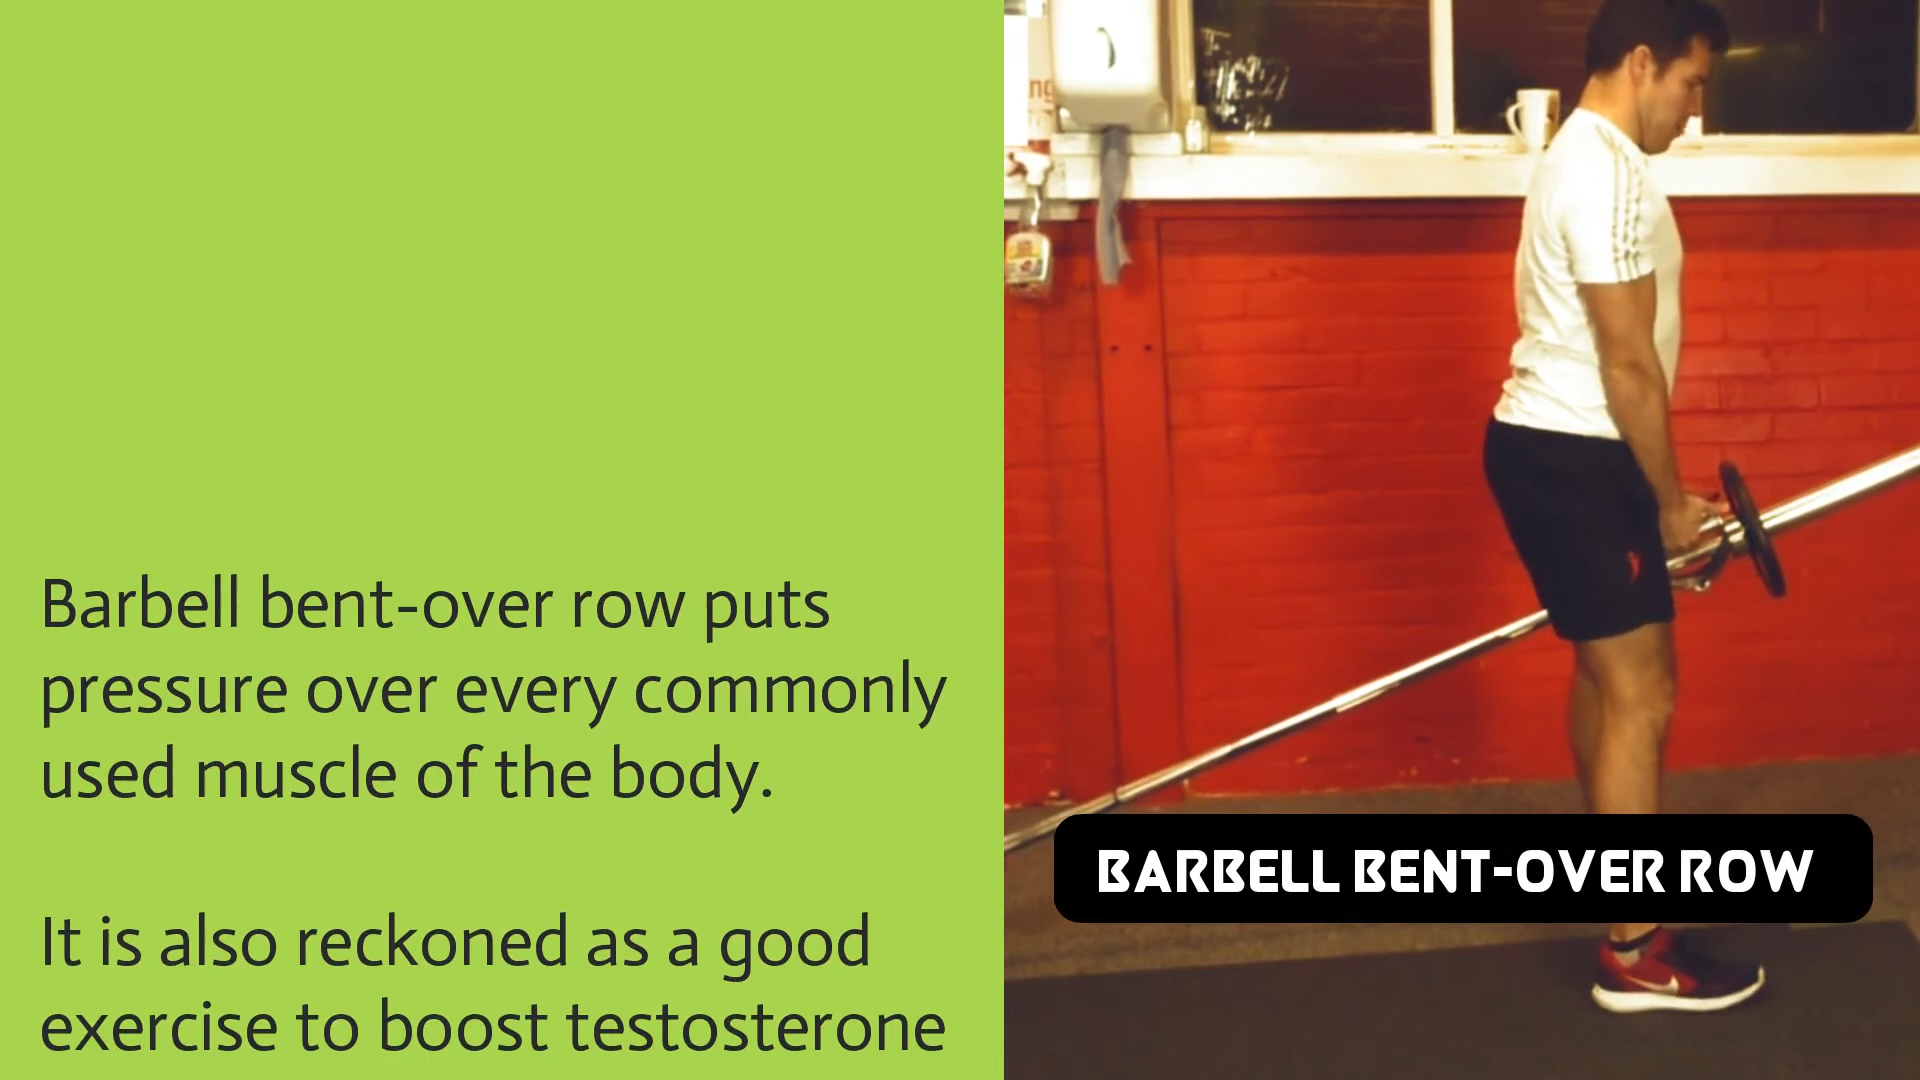 Barbell bent-over row puts
pressure over every commonly
used muscle of the body.
It is also reckoned as a good
exercise to boost testosterone
BARBELL BENT-OVER ROW